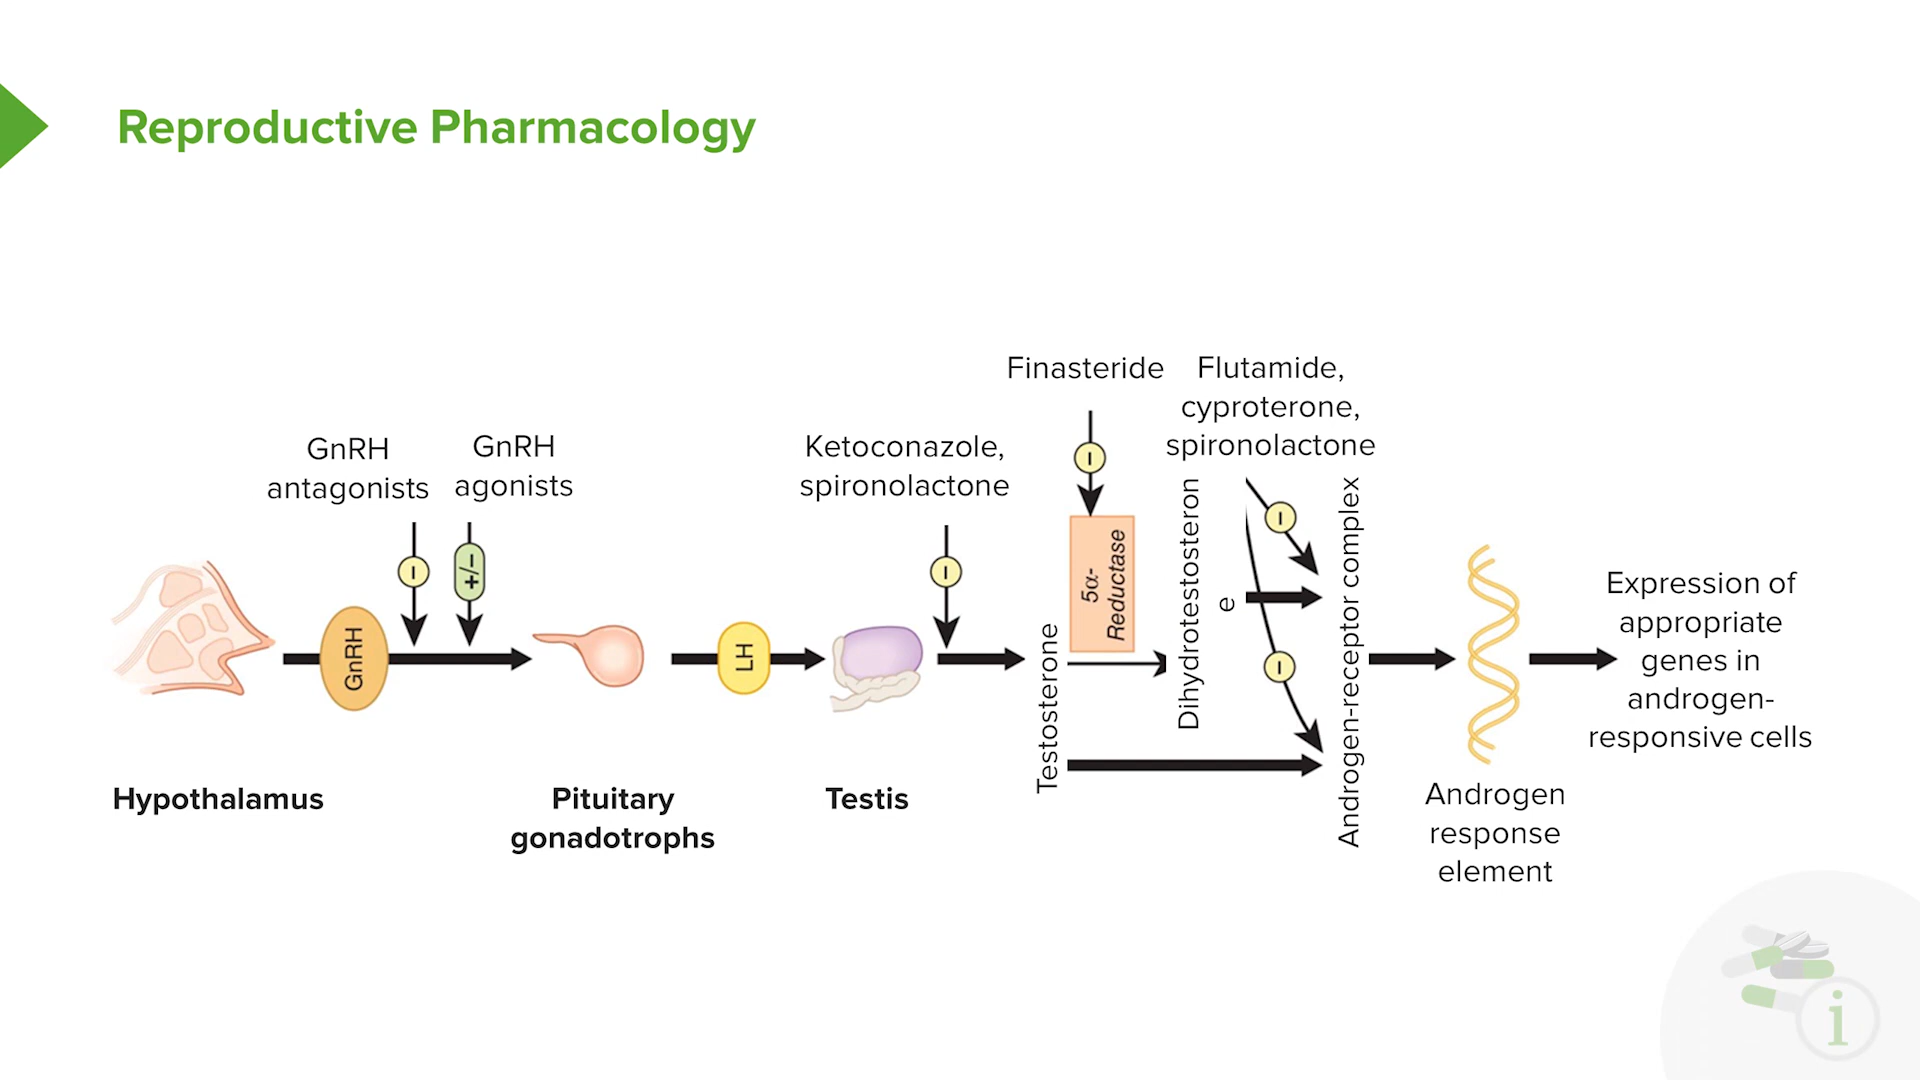 Reproductive Pharmacology
GnRH
antagonists
GnRH
agonists
Ketoconazole,
spironolactone
Finasteride
Flutamide,
cyproterone,
spironolactone
−
+/−
−
−
−
−
GnRH
LH
Testosterone
5α-
Reductase
Dihydrotestosteron
e
Androgen-receptor complex
Expression of
appropriate
genes in
androgen-
responsive cells
Hypothalamus
Pituitary
gonadotrophs
Testis
Androgen
response
element
i